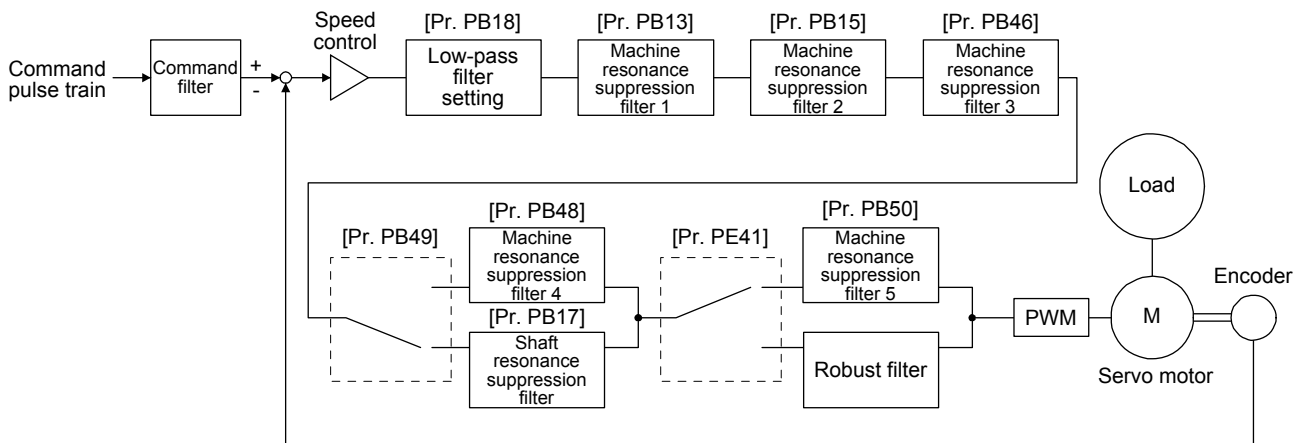 Command
pulse train
Command
filter
+
-
Speed
control
[Pr. PB18]
Low-pass
filter
setting
[Pr. PB13]
Machine
resonance
suppression
filter 1
[Pr. PB15]
Machine
resonance
suppression
filter 2
[Pr. PB46]
Machine
resonance
suppression
filter 3
[Pr. PB49]
[Pr. PB48]
Machine
resonance
suppression
filter 4
[Pr. PB17]
Shaft
resonance
suppression
filter
[Pr. PE41]
[Pr. PB50]
Machine
resonance
suppression
filter 5
Robust filter
PWM
Load
M
Servo motor
Encoder